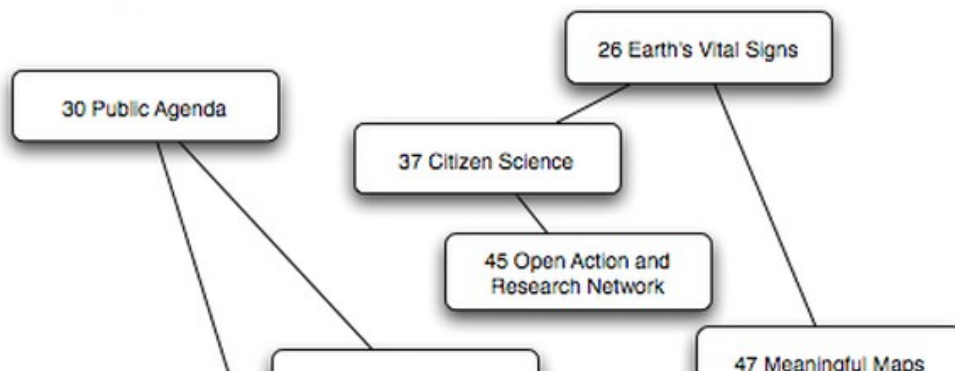 26 Earth's Vital Signs
30 Public Agenda
37 Citizen Science
45 Open Action and
Research Network
47 Meaningful Maps